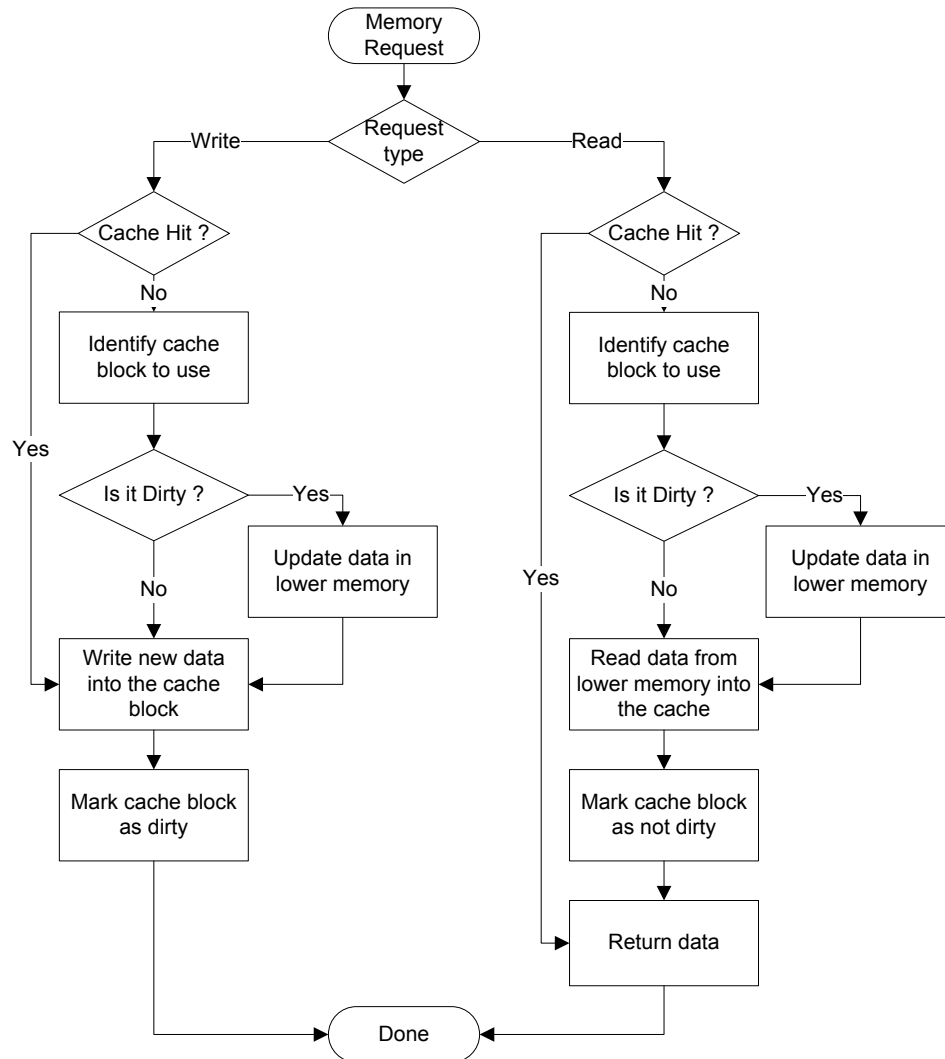 Memory
Request
Request
type
Write
Read
Cache Hit ?
Cache Hit ?
No
No
Identify cache
block to use
Identify cache
block to use
Yes
Is it Dirty ?
Yes
Is it Dirty ?
Yes
Update data in
lower memory
Update data in
lower memory
Yes
No
No
Write new data
into the cache
block
Read data from
lower memory into
the cache
Mark cache block
as dirty
Mark cache block
as not dirty
Return data
Done